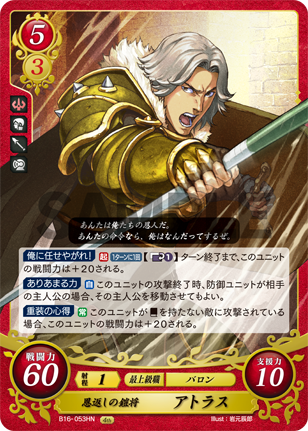 5
3
SAMPLE
あんたは俺たちの恩人だ。
あんたの命令なら、俺はなんだってするぜ。
俺に任せやがれ! 起 1ターンに1回 ターン終了まで、このユニット
の戦闘力は+20される。
ありあまる力 自 このユニットの攻撃終了時、防御ユニットが相
手の主人公の場合、その主人公を移動させてもよい。
重装の心得 常 このユニットが を持たない敵に攻撃されている
場合、このユニットの戦闘力は+20される。
戦闘力
60
射程 1 最上級職 バロン
支援力
10
恩返しの鎧将 アトラス
B16-053HN
Illust:岩元辰郎